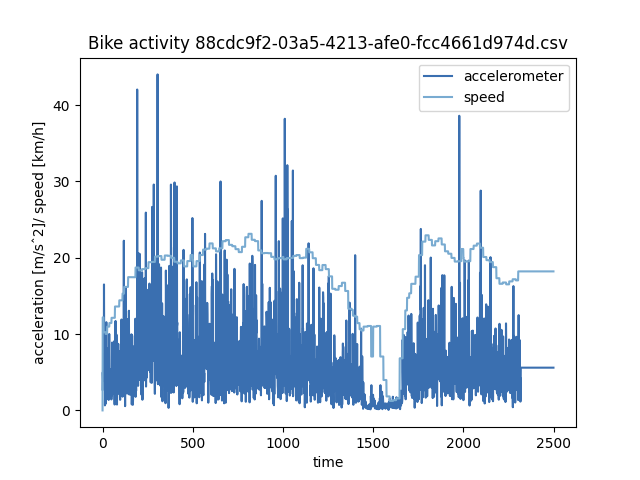 Bike activity 88cdc9f2-03a5-4213-afe0-fcc4661d974d.csv
accelerometer
speed
acceleration [m/s^2]/ speed [km/h]
40
30
20
10
0
0 500 1000 1500 2000 2500
time